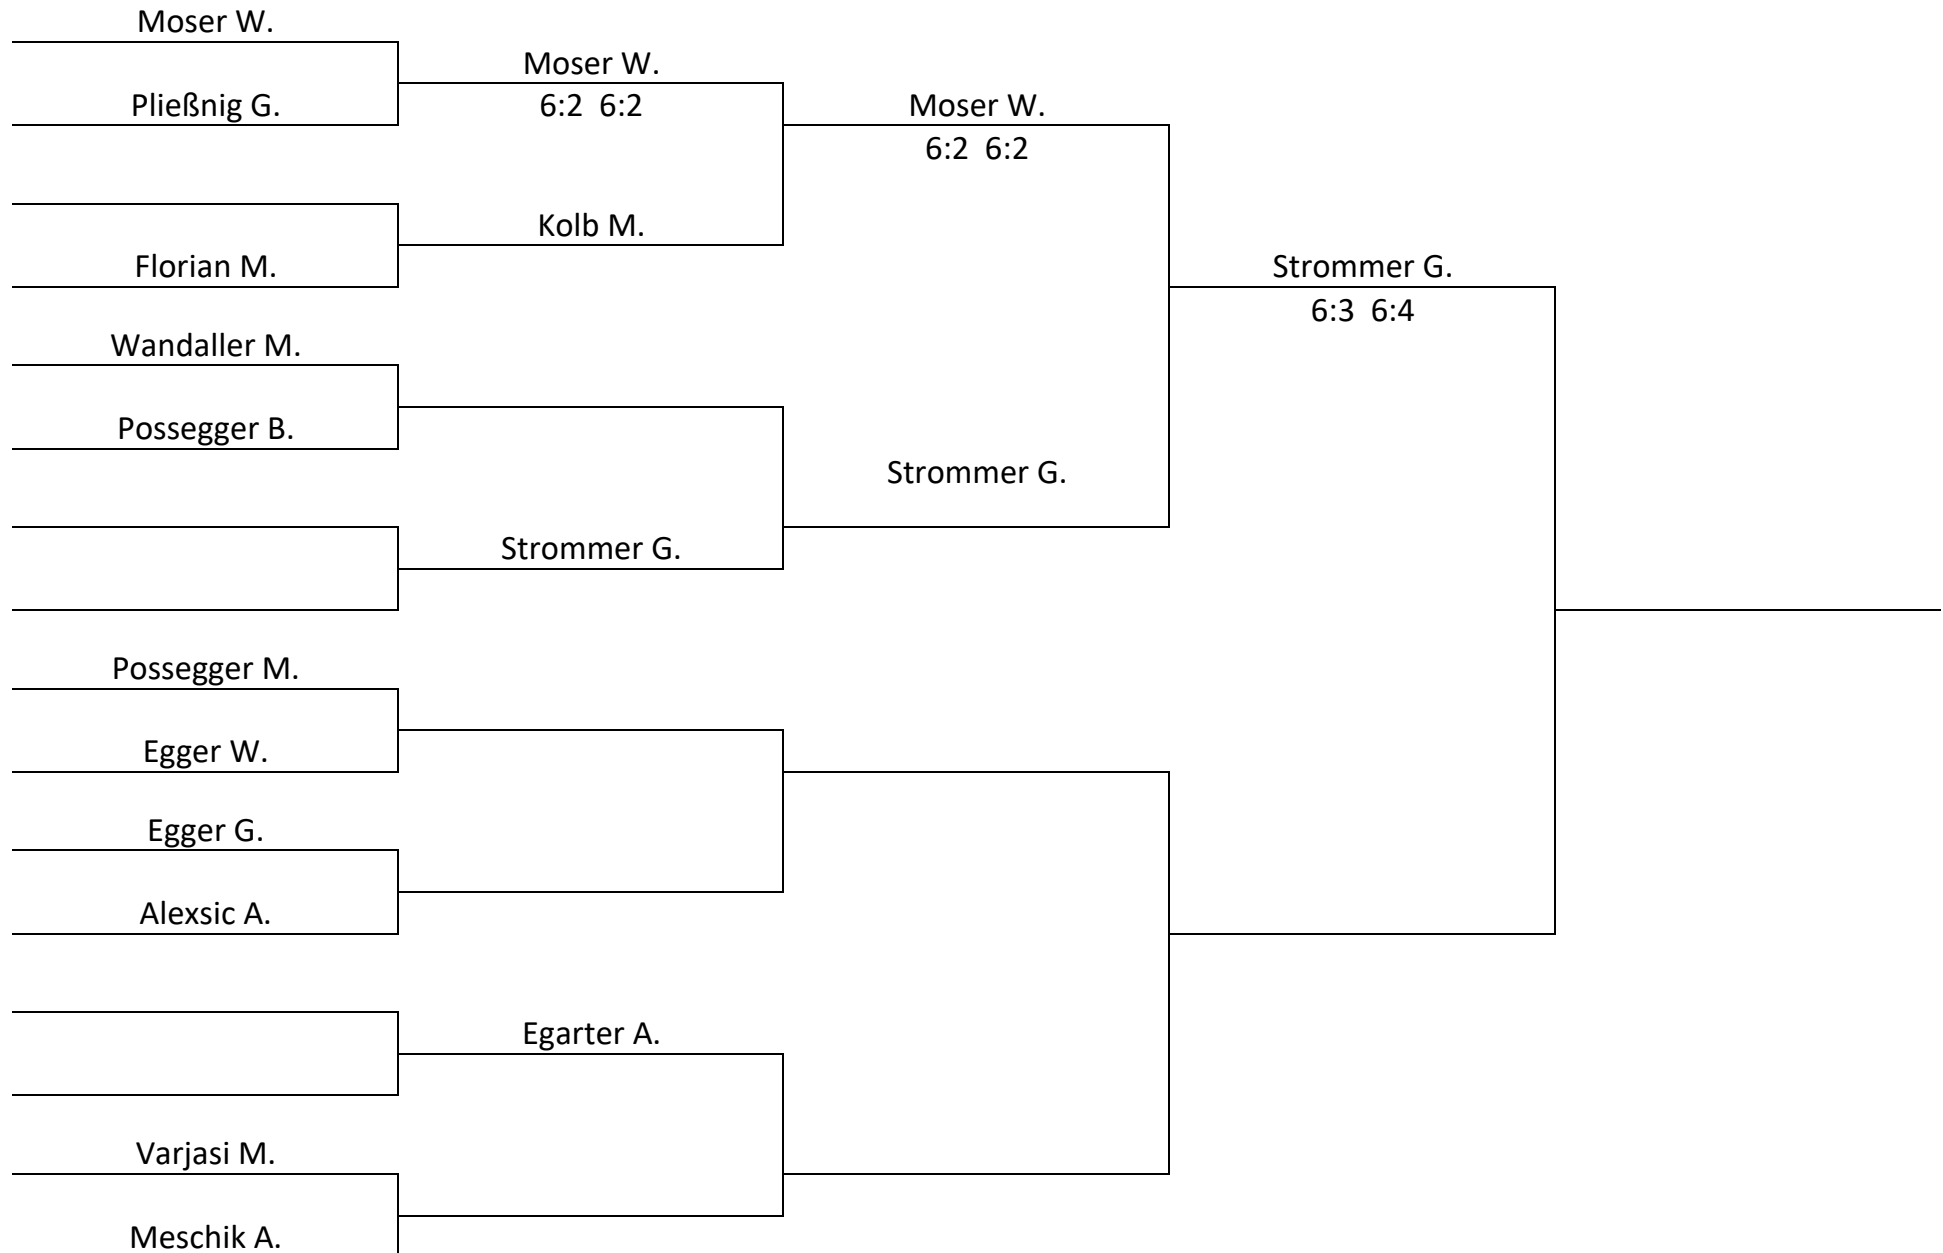 Moser W.
Moser W.
Pließnig G.
6:2 6:2
Moser W.
6:2 6:2
Kolb M.
Florian M.
Strommer G.
6:3 6:4
Wandaller M.
Possegger B.
Strommer G.
Strommer G.
Possegger M.
Egger W.
Egger G.
Alexsic A.
Egarter A.
Varjasi M.
Meschik A.